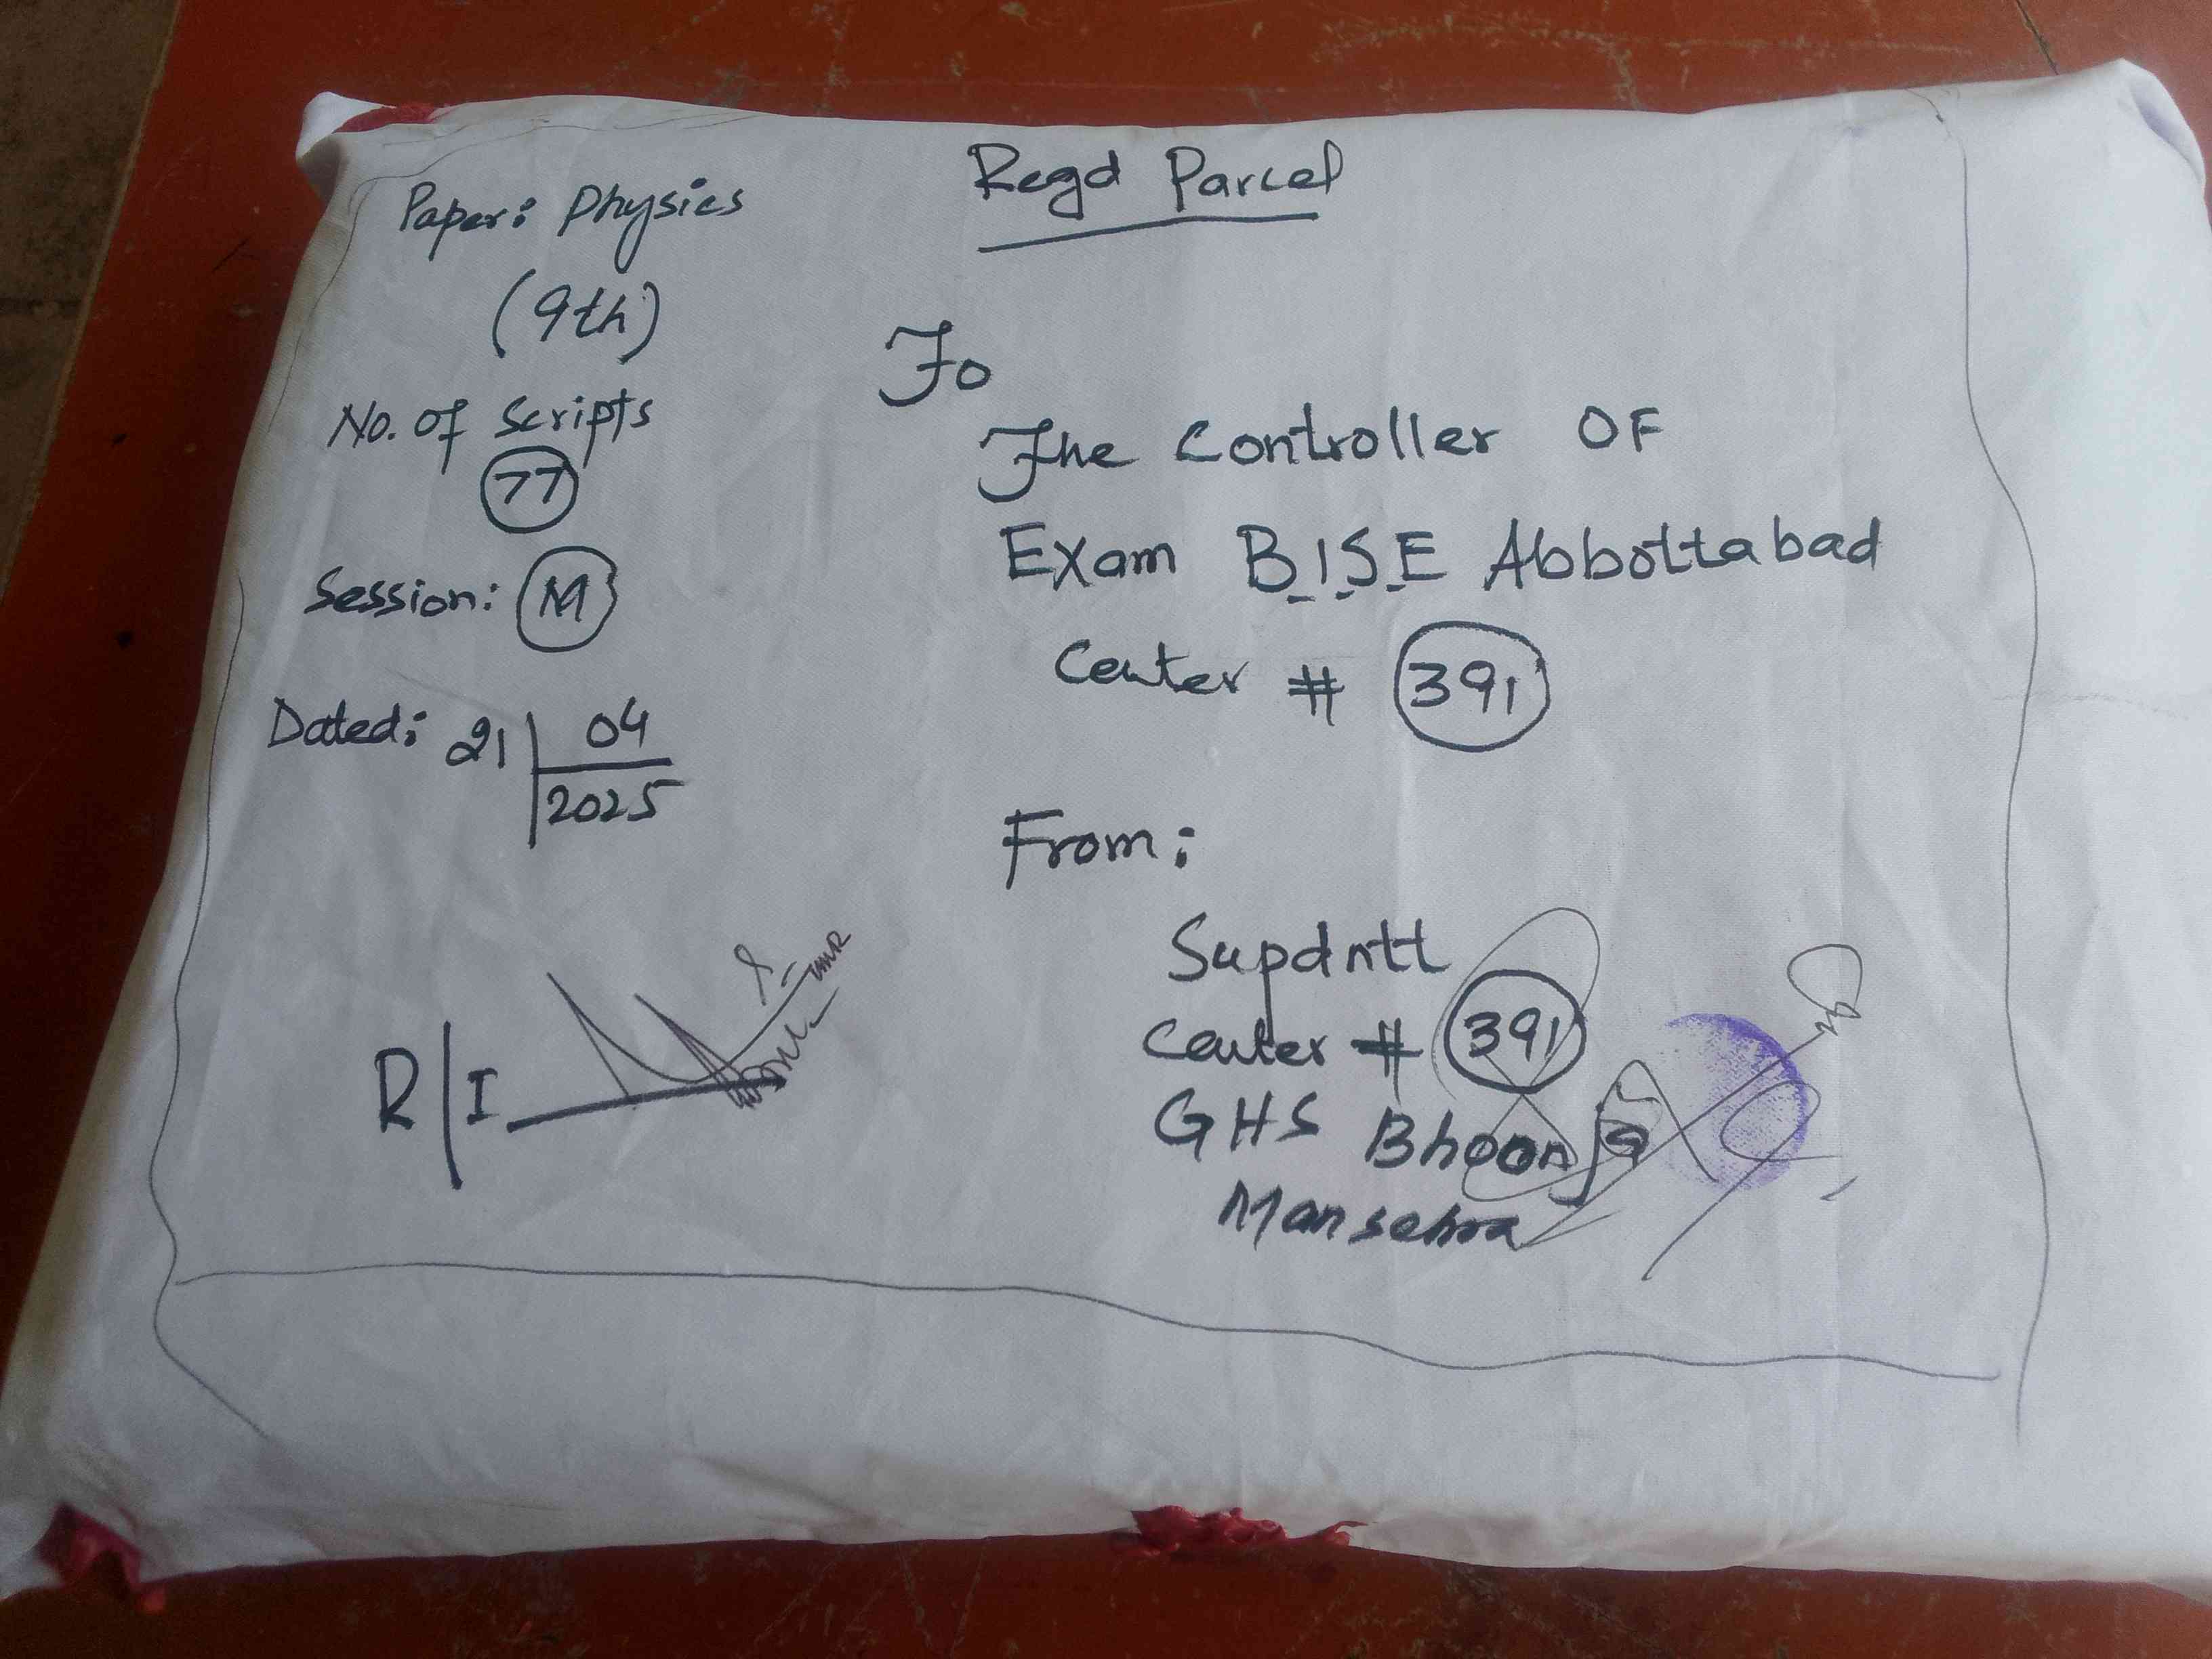 Regd Parcel
Paper: Physics
(9th)
No. of Scripts
77
Session: M
Dated: 21 | 04
2025
To
The Controller OF
Exam B.I.S.E Abbottabad
Center # 391
From:
Supdntt
Center # 391
GHS Bhoonja
Mansehra
R|I